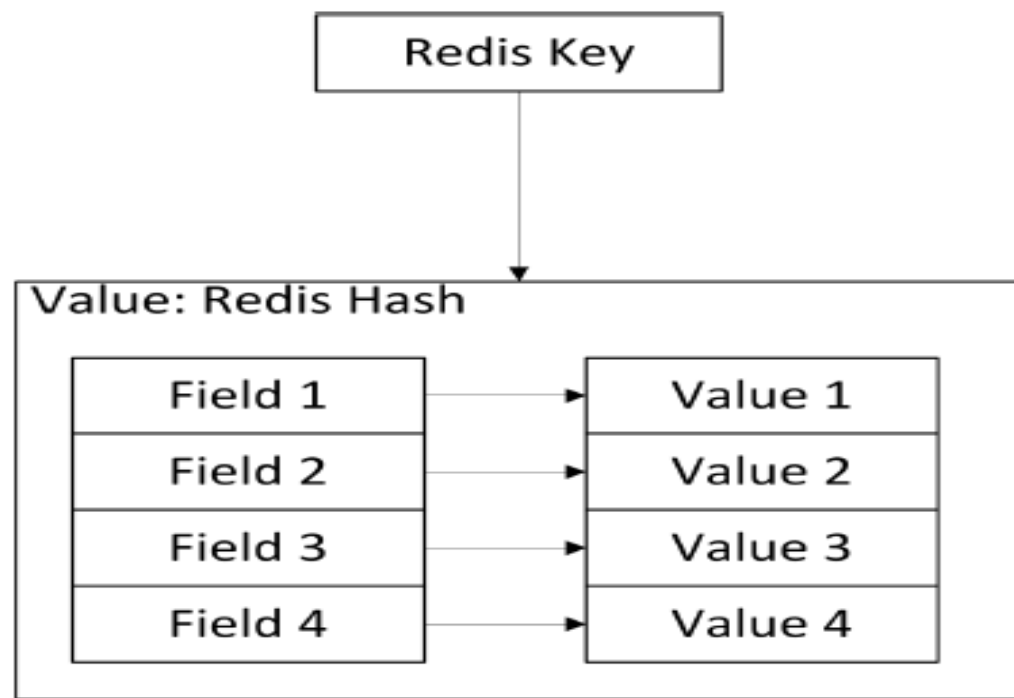 Redis Key
Value: Redis Hash
Field 1 Value 1
Field 2 Value 2
Field 3 Value 3
Field 4 Value 4